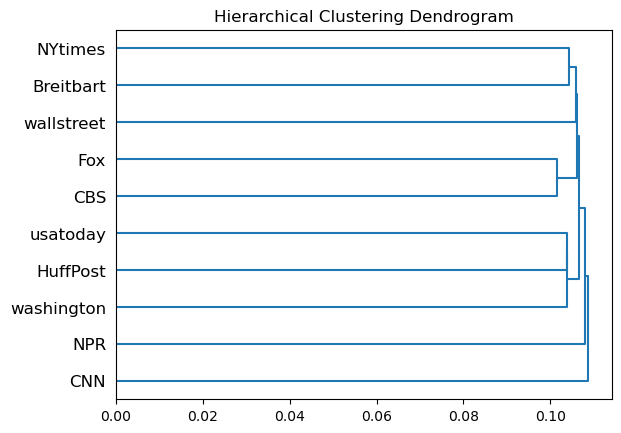 Hierarchical Clustering Dendrogram
NYtimes
Breitbart
wallstreet
Fox
CBS
usatoday
HuffPost
washington
NPR
CNN
0.00 0.02 0.04 0.06 0.08 0.10